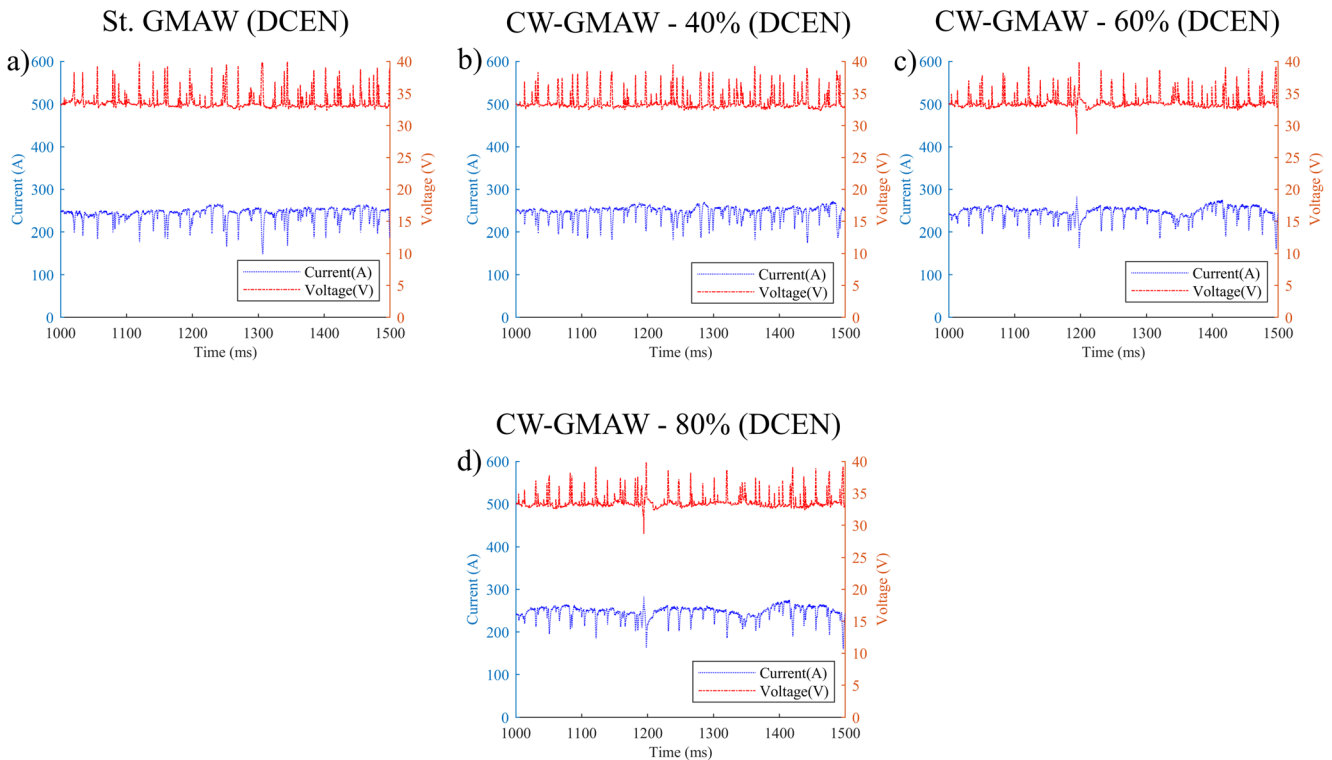 St. GMAW (DCEN)
CW-GMAW - 40% (DCEN)
CW-GMAW - 60% (DCEN)
a)
600
500
400
300
200
100
0
Current (A)
40
35
30
25
20
15
10
5
0
Voltage (V)
Current(A)
Voltage(V)
1000 1100 1200 1300 1400 1500
Time (ms)
b)
600
500
400
300
200
100
0
Current (A)
40
35
30
25
20
15
10
5
0
Voltage (V)
Current(A)
Voltage(V)
1000 1100 1200 1300 1400 1500
Time (ms)
c)
600
500
400
300
200
100
0
Current (A)
40
35
30
25
20
15
10
5
0
Voltage (V)
Current(A)
Voltage(V)
1000 1100 1200 1300 1400 1500
Time (ms)
CW-GMAW - 80% (DCEN)
d)
600
500
400
300
200
100
0
Current (A)
40
35
30
25
20
15
10
5
0
Voltage (V)
Current(A)
Voltage(V)
1000 1100 1200 1300 1400 1500
Time (ms)